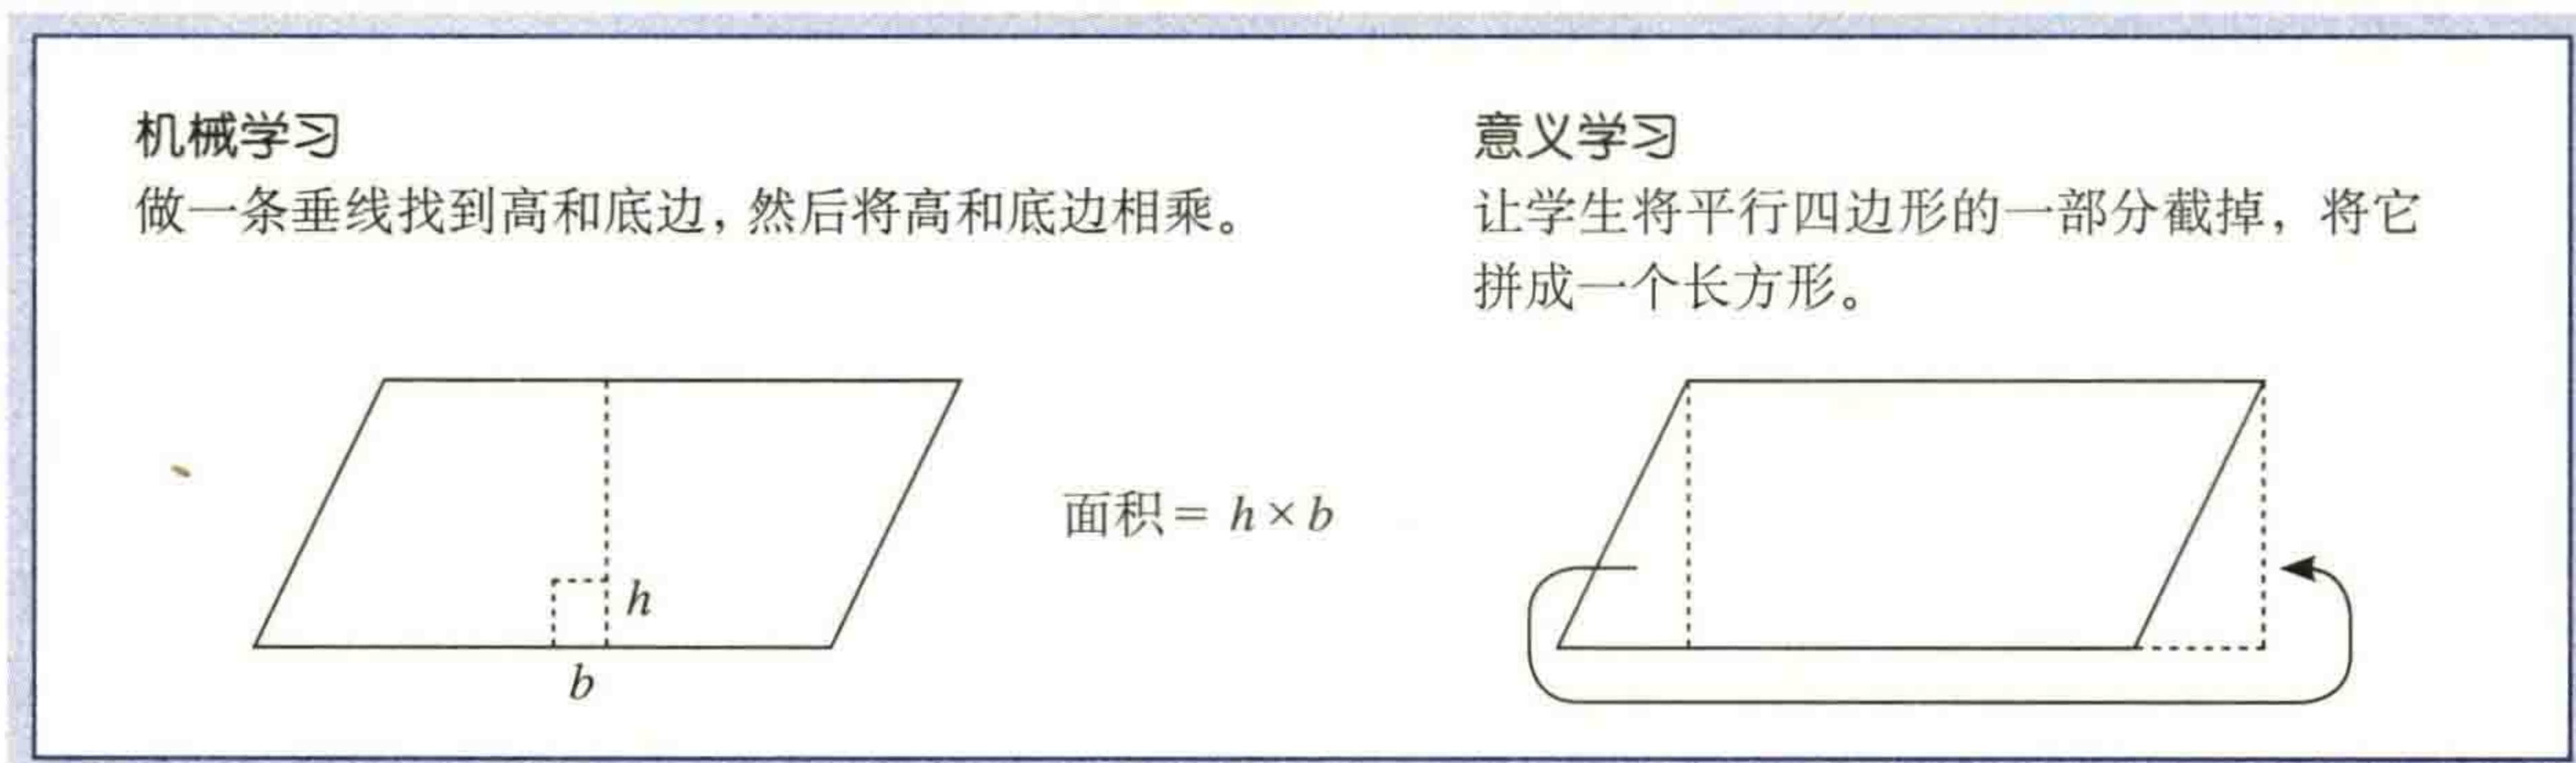 机械学习
做一条垂线找到高和底边，然后将高和底边相乘。
h
b
面积＝ h × b
意义学习
让学生将平行四边形的一部分截掉，将它
拼成一个长方形。